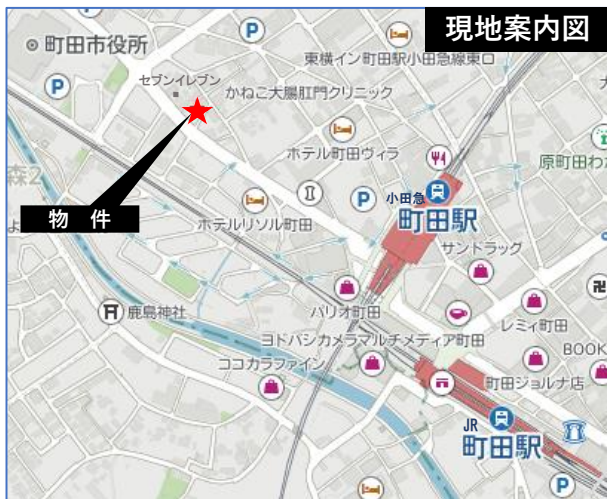 現地案内図
町田市役所
P
東横イン町田駅小田急線東口
セブンイレブン
P
かねこ大腸肛門クリニック
ホテル町田ヴィラ
原町田わ
森2
物件
小田急
町田駅
P
ホテルリゾル町田
サンドラッグ
よ
パリオ町田
鹿島神社
卍
レミィ町田
ヨドバシカメラマルチメディア町田
BOOK
ココカラファイン
町田ジョルナ店
JR
町田駅
P